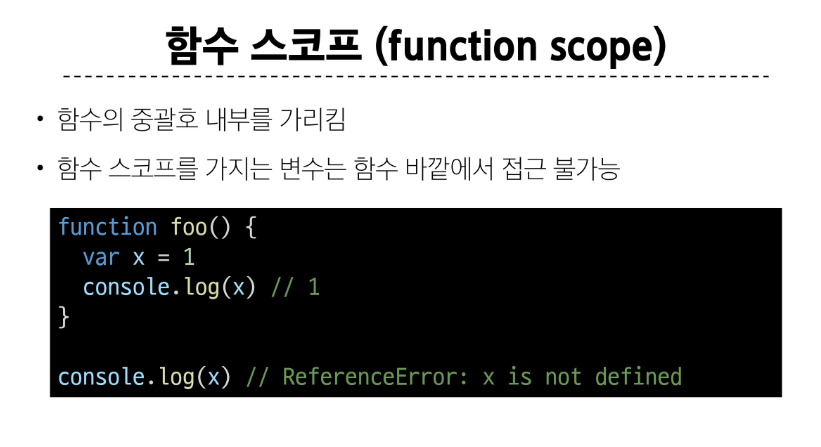 함수 스코프 (function scope)
• 함수의 중괄호 내부를 가리킴
• 함수 스코프를 가지는 변수는 함수 바깥에서 접근 불가능
function foo() {
  var x = 1
  console.log(x) // 1
}
console.log(x) // ReferenceError: x is not defined